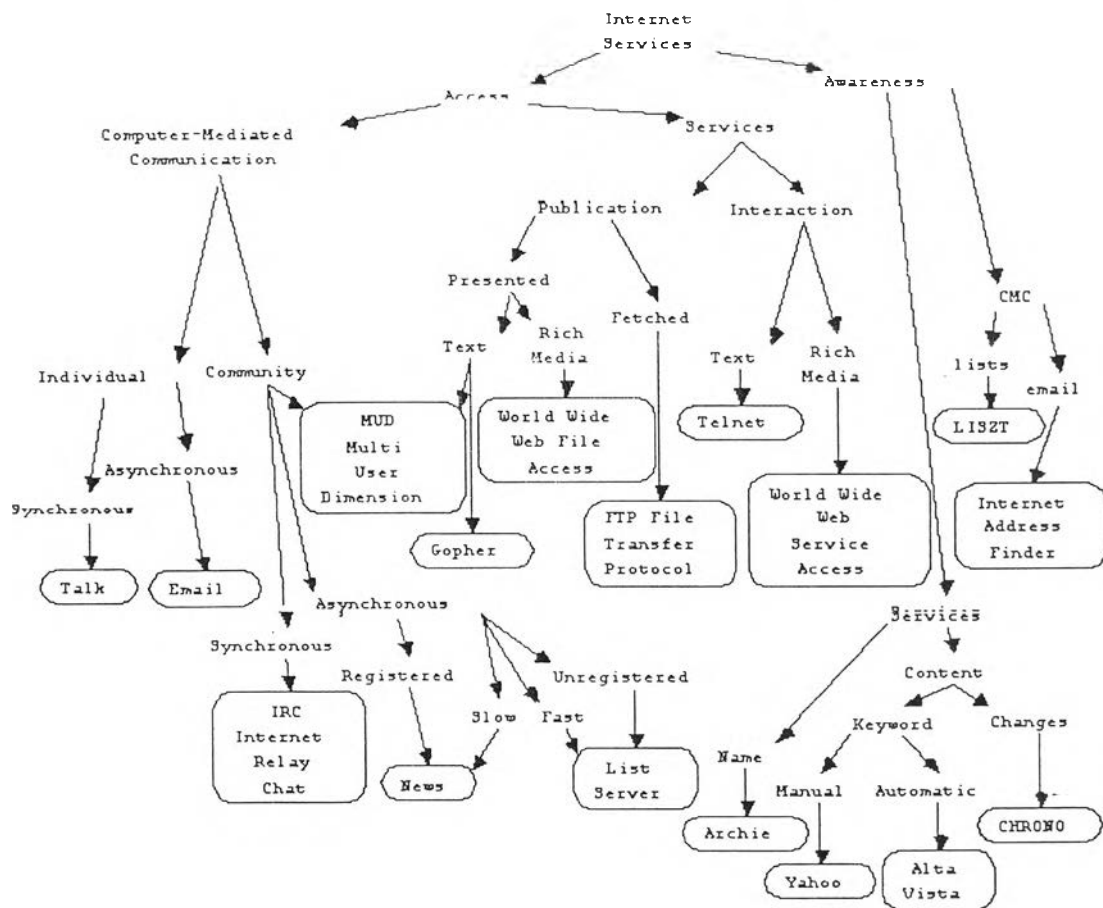 Internet
Services
Awareness
Access
Services
Computer-Mediated
Communication
Publication
Interaction
Presented
CMC
Fetched
Text
Rich
Media
Text
Rich
Media
lists
Individual
Community
email
MUD
Multi
User
Dimension
World Wide
Web File
Access
Telnet
LISZT
Asynchronous
Synchronous
World Wide
Web
Service
Access
Internet
Address
Finder
FTP File
Transfer
Protocol
Gopher
Talk
Email
Asynchronous
Services
Synchronous
Registered
Unregistered
Content
IRC
Internet
Relay
Chat
Slow
Fast
Keyword
Changes
Name
News
List
Server
Manual
Automatic
Archie
CHRONO
Yahoo
Alta
Vista